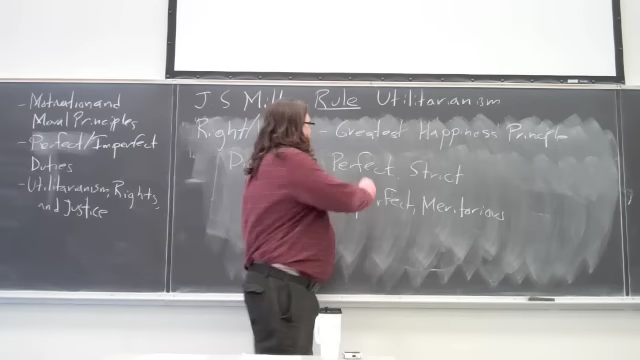 - Motivation and
Moral Principles
- Perfect/Imperfect
Duties
- Utilitarianism, Rights,
and Justice
J S Mill Rule Utilitarianism
Right/ - Greatest Happiness Principle
Perfect, Strict
Meritorious